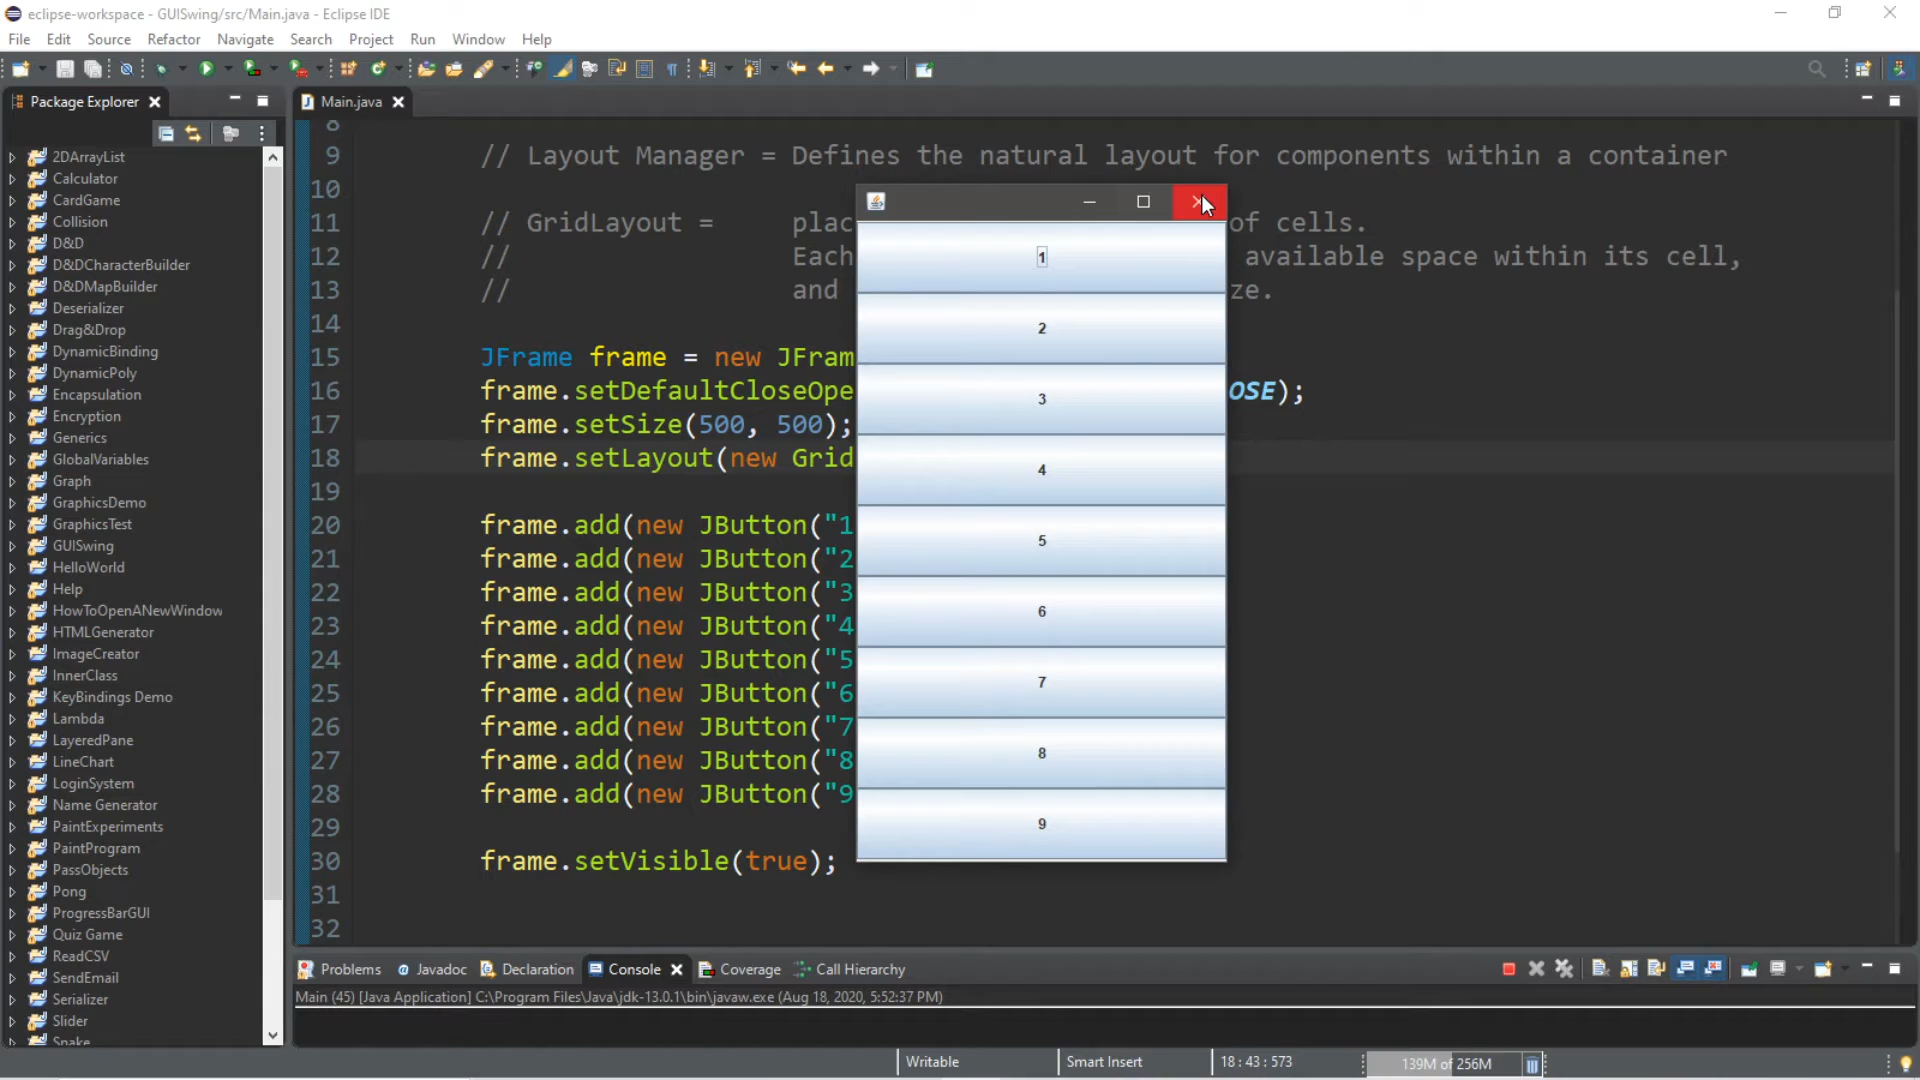 eclipse-workspace - GUISwing/src/Main.java - Eclipse IDE
File Edit Source Refactor Navigate Search Project Run Window Help
Package Explorer
Main.java
2DArrayList
Calculator
CardGame
Collision
D&D
D&DCharacterBuilder
D&DMapBuilder
Deserializer
Drag&Drop
DynamicBinding
DynamicPoly
Encapsulation
Encryption
Generics
GlobalVariables
Graph
GraphicsDemo
GraphicsTest
GUISwing
HelloWorld
Help
HowToOpenANewWindow
HTMLGenerator
ImageCreator
InnerClass
KeyBindings Demo
Lambda
LayeredPane
LineChart
LoginSystem
Name Generator
PaintExperiments
PaintProgram
PassObjects
Pong
ProgressBarGUI
Quiz Game
ReadCSV
SendEmail
Serializer
Slider
Snake
8
9 // Layout Manager = Defines the natural layout for components within a container
10
11 // GridLayout = plac of cells.
12 // Each available space within its cell,
13 // and ze.
14
15 JFrame frame = new JFram
16 frame.setDefaultCloseOpe OSE);
17 frame.setSize(500, 500);
18 frame.setLayout(new Grid
19
20 frame.add(new JButton("1
21 frame.add(new JButton("2
22 frame.add(new JButton("3
23 frame.add(new JButton("4
24 frame.add(new JButton("5
25 frame.add(new JButton("6
26 frame.add(new JButton("7
27 frame.add(new JButton("8
28 frame.add(new JButton("9
29
30 frame.setVisible(true);
31
32
1
2
3
4
5
6
7
8
9
Problems Javadoc Declaration Console Coverage Call Hierarchy
Main (45) [Java Application] C:\Program Files\Java\jdk-13.0.1\bin\javaw.exe (Aug 18, 2020, 5:52:37 PM)
Writable Smart Insert 18 : 43 : 573 139M of 256M